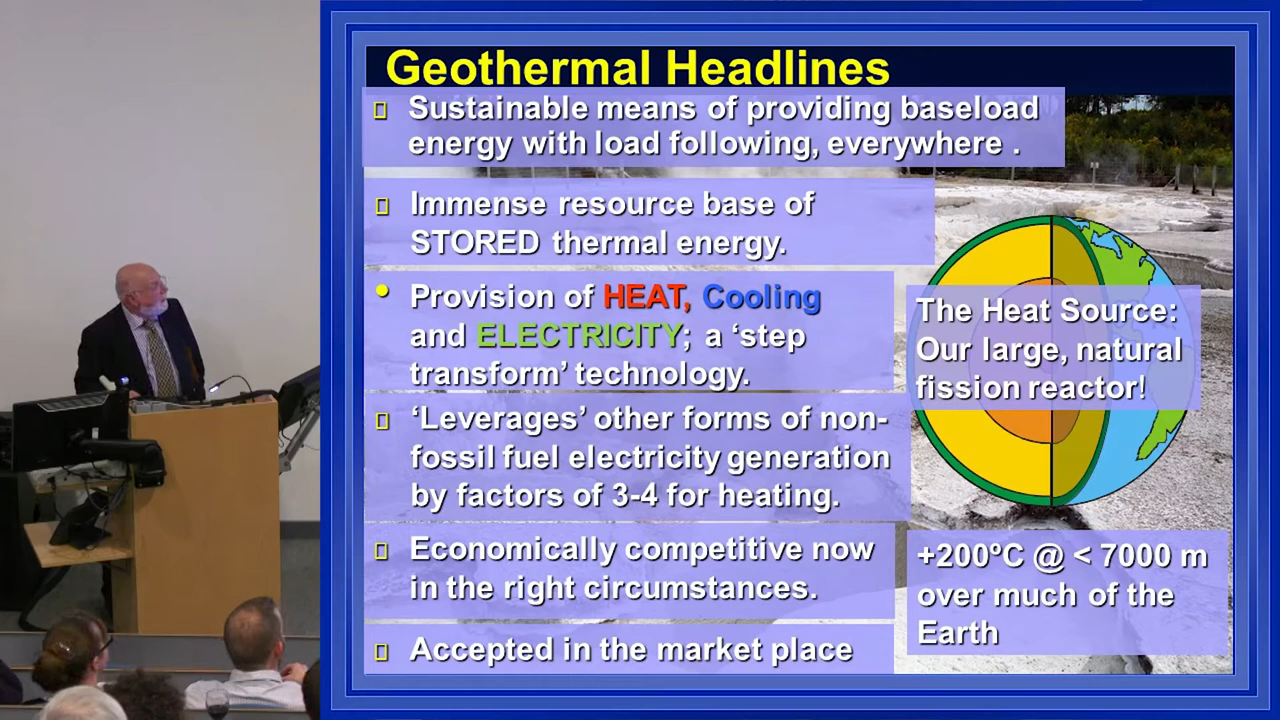 Geothermal Headlines
Sustainable means of providing baseload
energy with load following, everywhere .
Immense resource base of
STORED thermal energy.
• Provision of HEAT, Cooling
and ELECTRICITY; a ‘step
transform’ technology.
‘Leverages’ other forms of non-
fossil fuel electricity generation
by factors of 3-4 for heating.
Economically competitive now
in the right circumstances.
Accepted in the market place
The Heat Source:
Our large, natural
fission reactor!
+200ºC @ < 7000 m
over much of the
Earth